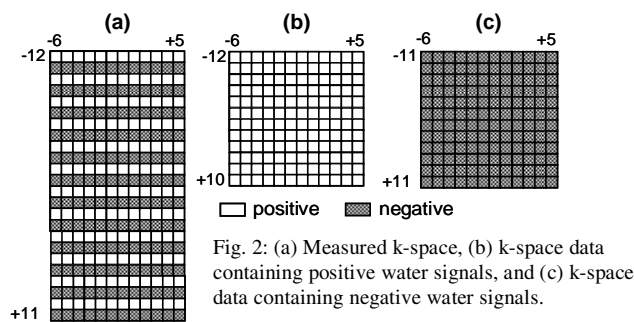 (a) (b) (c)
-6 +5 -6 +5 -6 +5
-12 -12 -11
+10 +11
positive negative
Fig. 2: (a) Measured k-space, (b) k-space data
containing positive water signals, and (c) k-space
data containing negative water signals.
+11